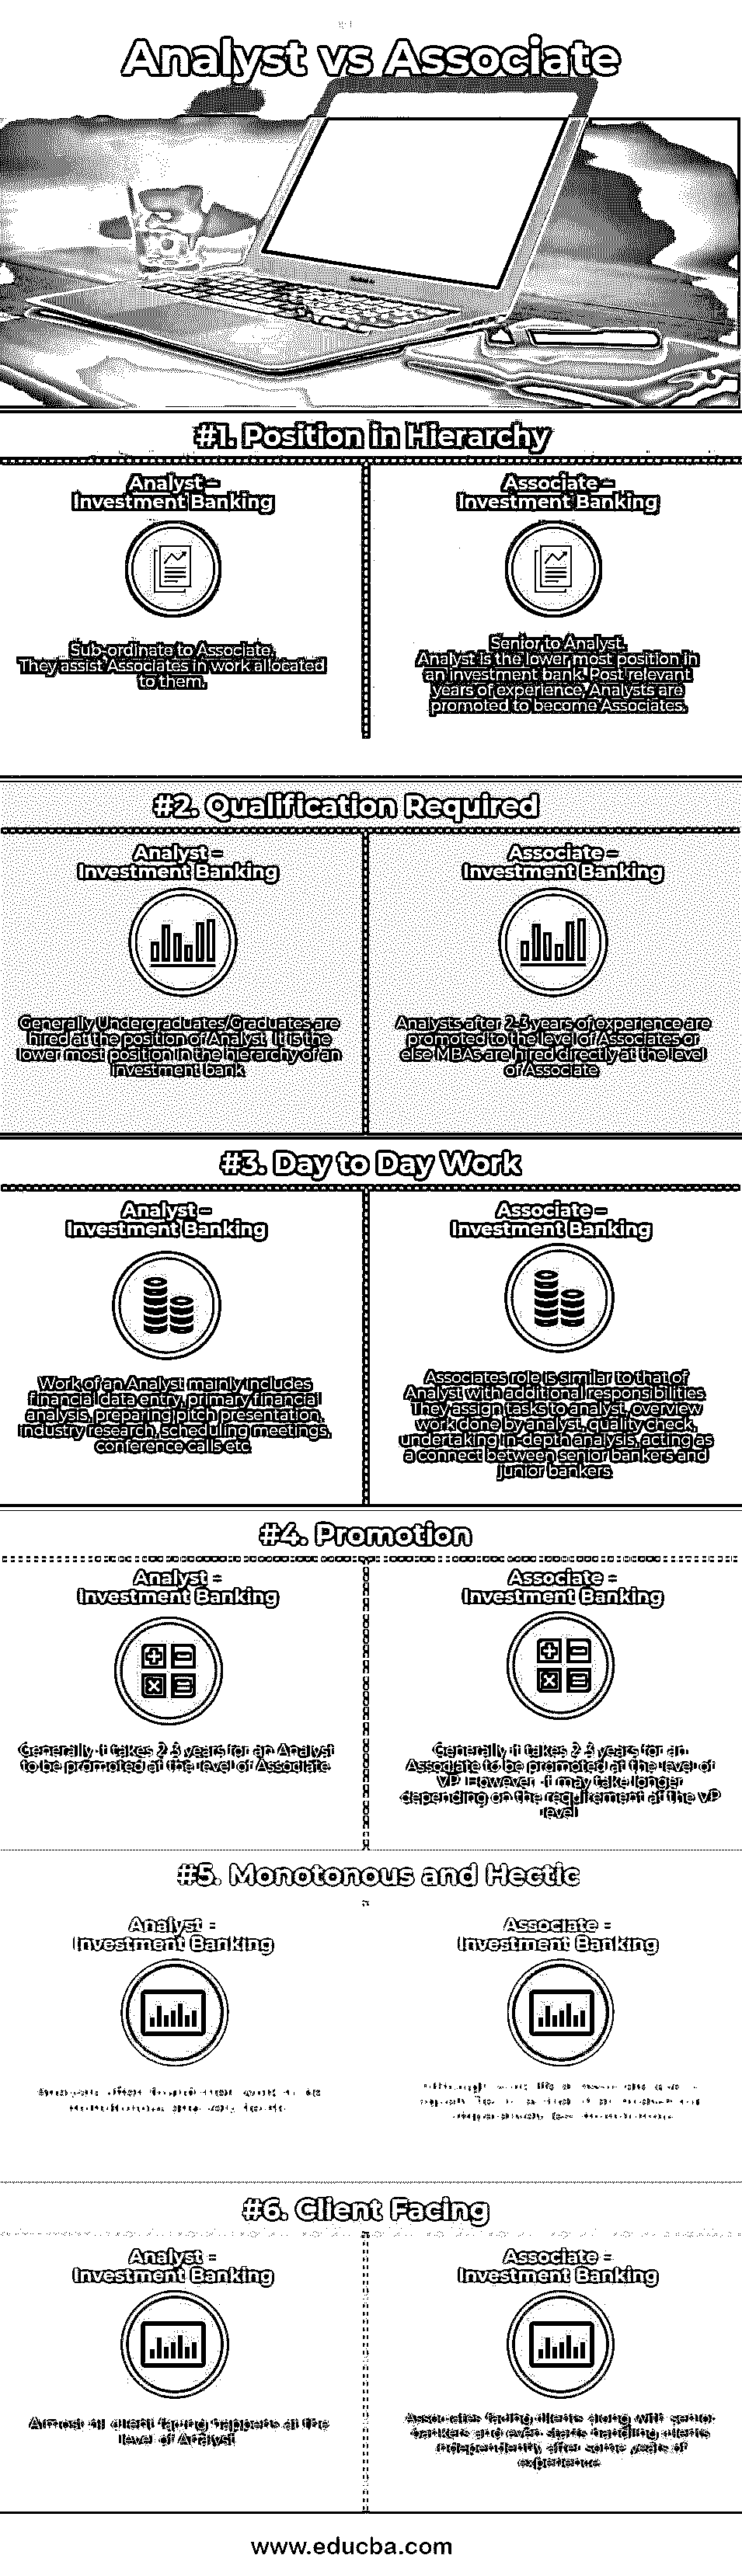 Analyst vs Associate
#1. Position in Hierarchy
Analyst –
Investment Banking
Sub-ordinate to Associate.
They assist Associates in work allocated
to them.
Associate –
Investment Banking
Senior to Analyst.
Analyst is the lower most position in
an investment bank. Post relevant
years of experience, Analysts are
promoted to become Associates.
#2. Qualification Required
Analyst –
Investment Banking
Generally Undergraduates/Graduates are
hired at the position of Analyst. It is the
lower most position in the hierarchy of an
investment bank
Associate –
Investment Banking
Analysts after 2-3 years of experience are
promoted to the level of Associates or
else MBAs are hired directly at the level
of Associate
#3. Day to Day Work
Analyst –
Investment Banking
Work of an Analyst mainly includes
financial data entry, primary financial
analysis, preparing pitch presentation,
industry research, scheduling meetings,
conference calls etc.
Associate –
Investment Banking
Associates role is similar to that of
Analyst with additional responsibilities.
They assign tasks to analyst, overview
work done by analyst, quality check,
undertaking in-depth analysis, acting as
a connect between senior bankers and
junior bankers.
#4. Promotion
Analyst –
Investment Banking
Generally it takes 2-3 years for an Analyst
to be promoted at the level of Associate.
Associate –
Investment Banking
Generally it takes 2-3 years for an
Associate to be promoted at the level of
VP. However it may take longer
depending on the requirement at the VP
level
#5. Monotonous and Hectic
Analyst –
Investment Banking
Associate –
Investment Banking
#6. Client Facing
Analyst –
Investment Banking
client facing happens at the
level of Analyst
Associate –
Investment Banking
Associates facing clients along with senior
bankers and even starts handling clients
independently after some years of
experience
www.educba.com